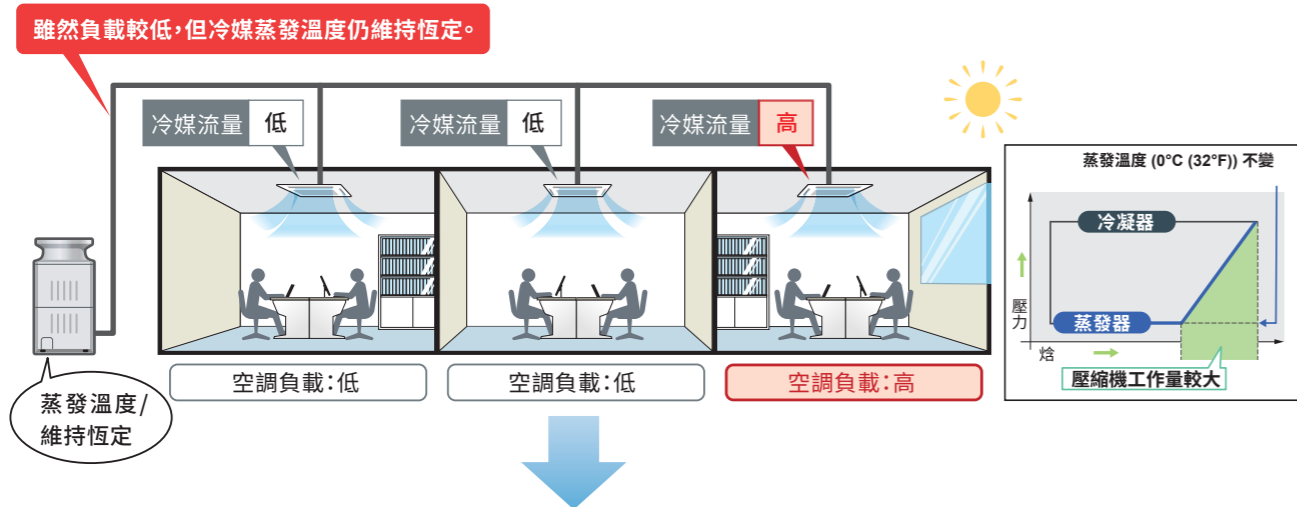 雖然負載較低，但冷媒蒸發溫度仍維持恆定。
冷媒流量 低
冷媒流量 低
冷媒流量 高
蒸發溫度 (0°C (32°F)) 不變
冷凝器
壓力
蒸發器
焓
壓縮機工作量較大
空調負載：低
空調負載：低
空調負載：高
蒸發溫度/
維持恆定